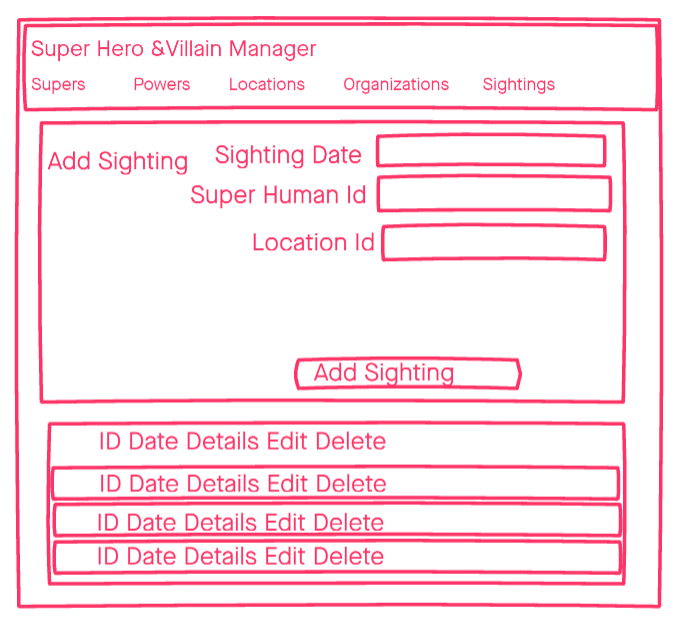 Super Hero &Villain Manager
Supers Powers Locations Organizations Sightings
Add Sighting Sighting Date
Super Human Id
Location Id
Add Sighting
ID Date Details Edit Delete
ID Date Details Edit Delete
ID Date Details Edit Delete
ID Date Details Edit Delete